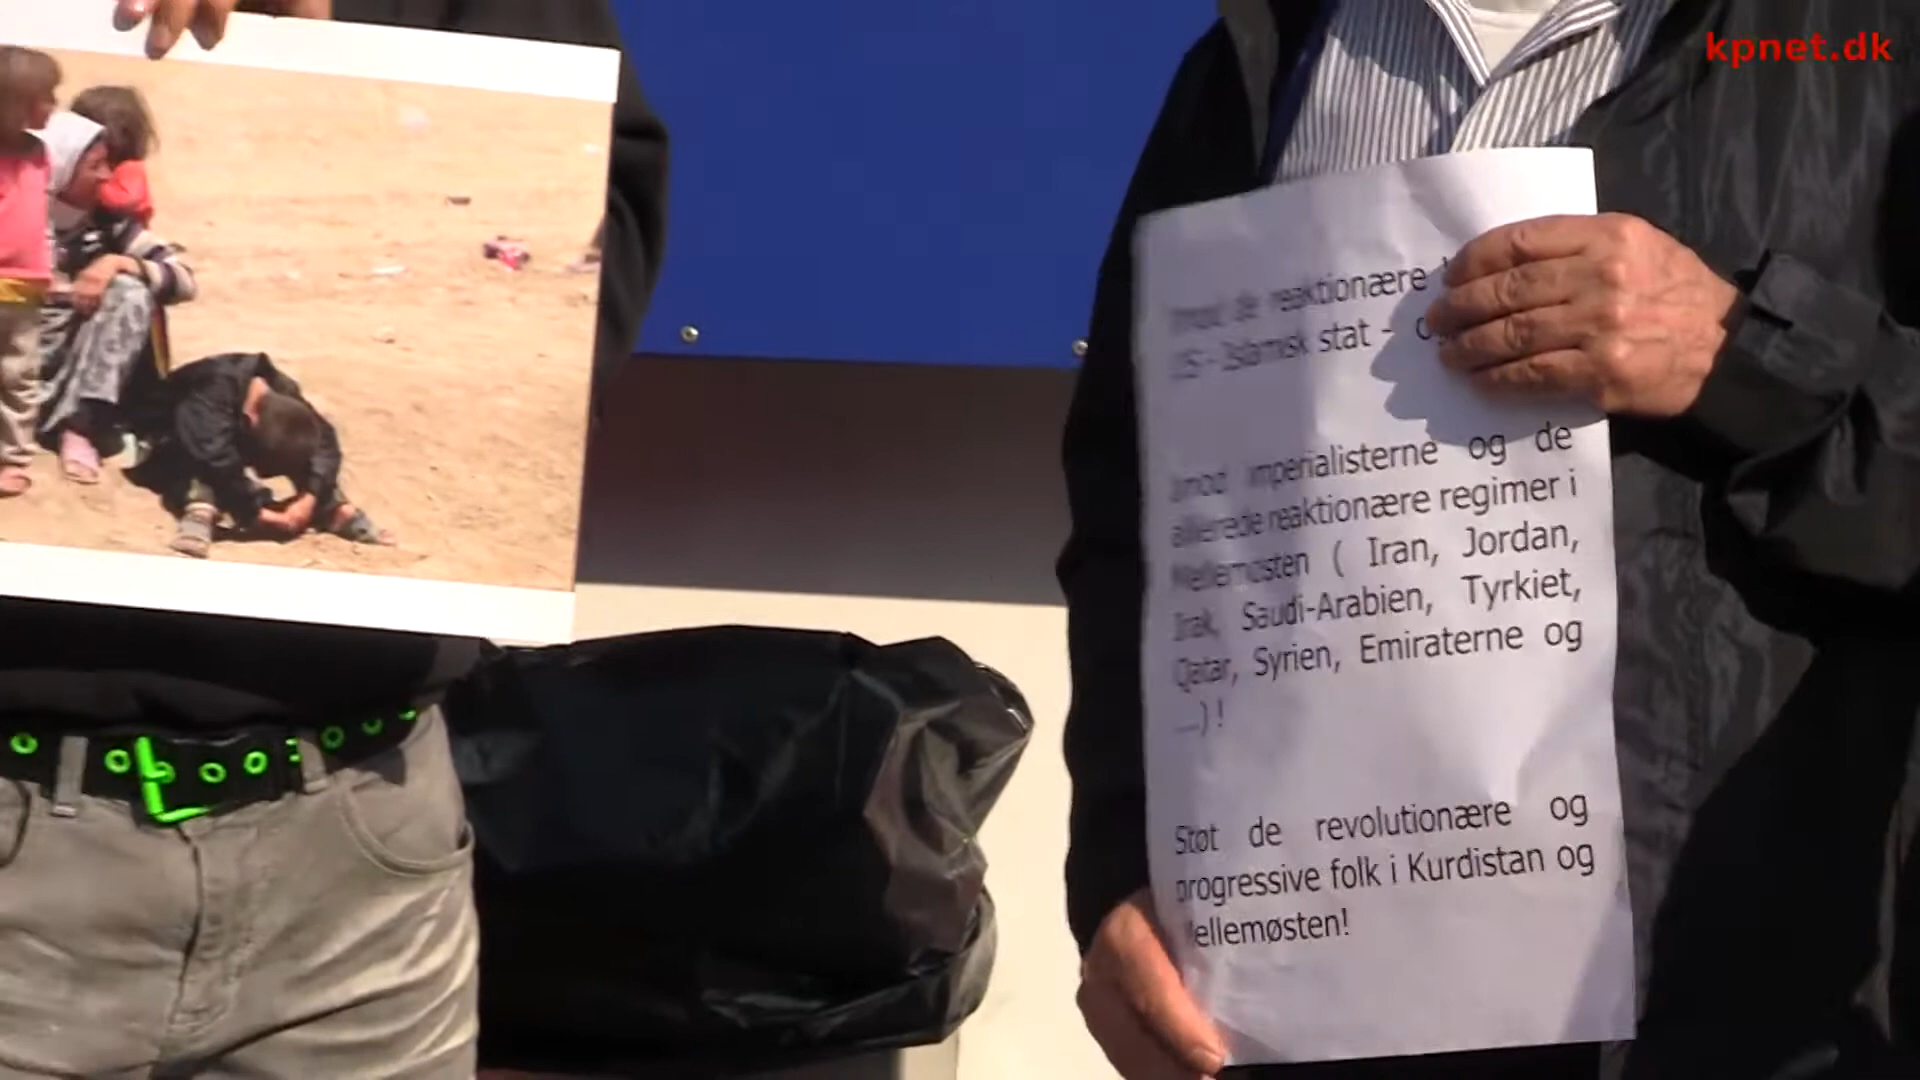 kpnet.dk
Imod de reaktionære
IS - Islamisk stat -
Imod imperialisterne og de
allierede reaktionære regimer i
Mellemøsten ( Iran, Jordan,
Irak, Saudi-Arabien, Tyrkiet,
Qatar, Syrien, Emiraterne og
...) !
Støt de revolutionære og
progressive folk i Kurdistan og
Mellemøsten!